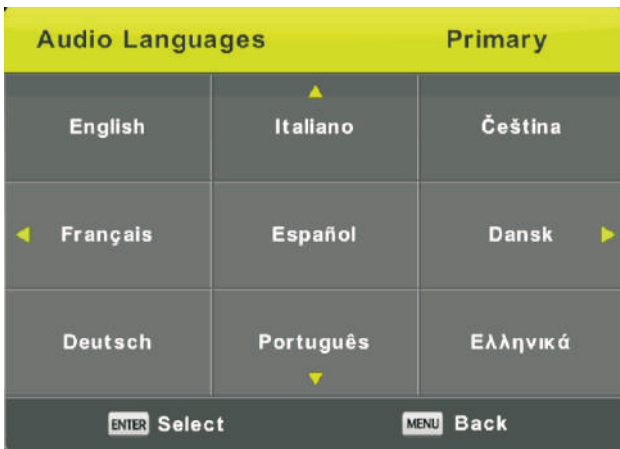 Audio Languages Primary
English Italiano Čeština
Français Español Dansk
Deutsch Português Ελληνικά
ENTER Select MENU Back